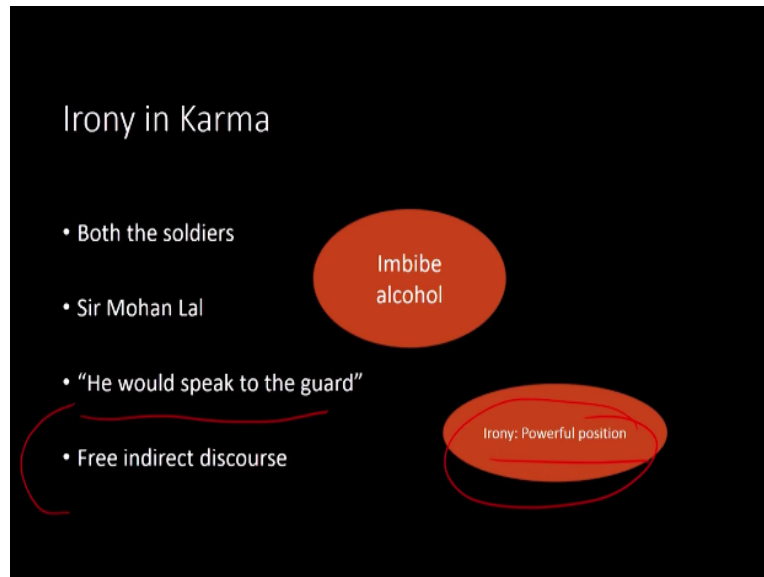 Irony in Karma
• Both the soldiers
Imbibe
alcohol
• Sir Mohan Lal
• “He would speak to the guard”
Irony: Powerful position
• Free indirect discourse